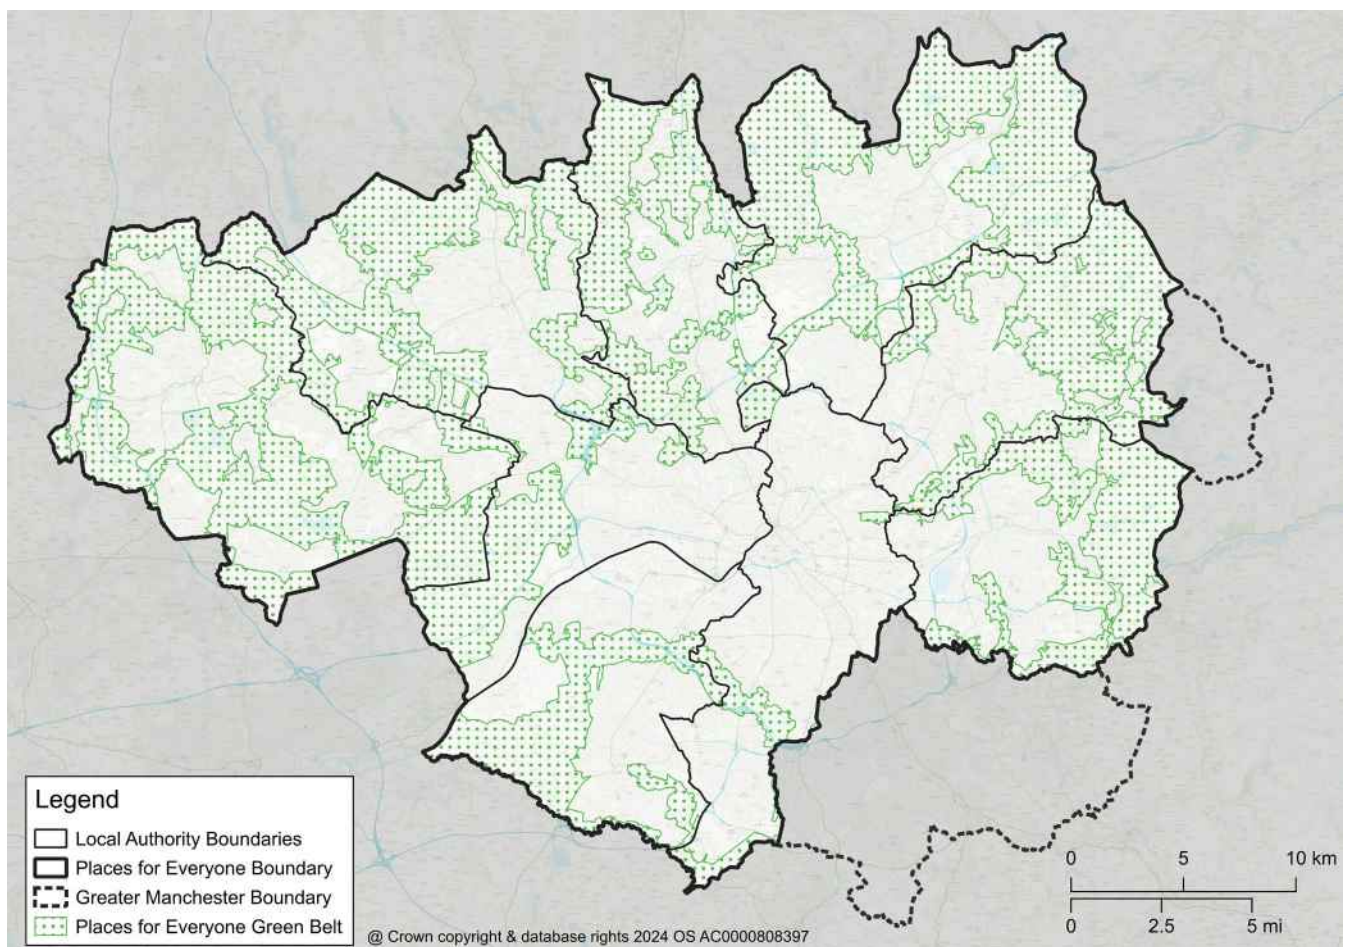 Legend
Local Authority Boundaries
Places for Everyone Boundary
Greater Manchester Boundary
Places for Everyone Green Belt
@ Crown copyright & database rights 2024 OS AC0000808397
0 5 10 km
0 2.5 5 mi